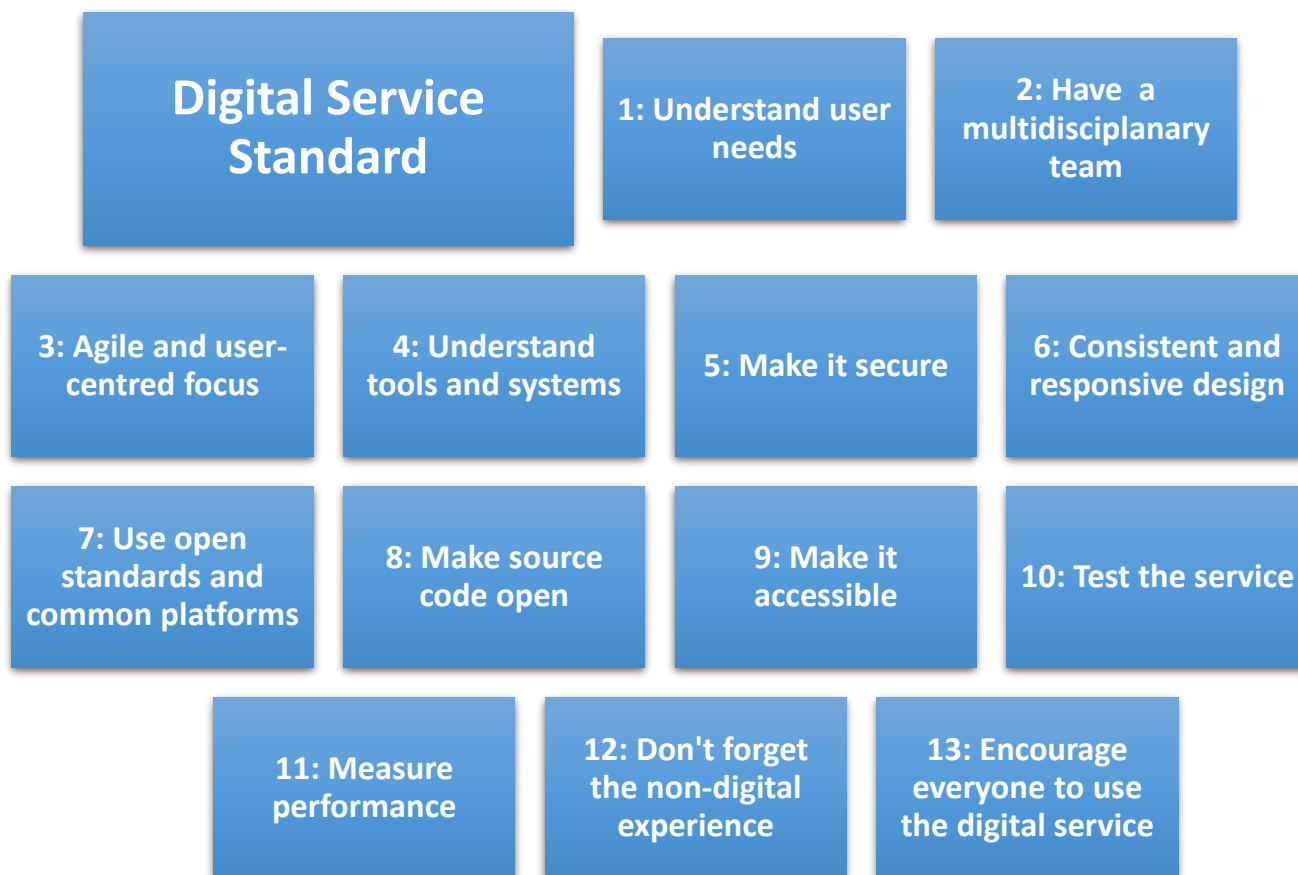 Digital Service
Standard
1: Understand user
needs
2: Have  a
multidisciplanary
team
3: Agile and user-
centred focus
4: Understand
tools and systems
5: Make it secure
6: Consistent and
responsive design
7: Use open
standards and
common platforms
8: Make source
code open
9: Make it
accessible
10: Test the service
11: Measure
performance
12: Don't forget
the non-digital
experience
13: Encourage
everyone to use
the digital service